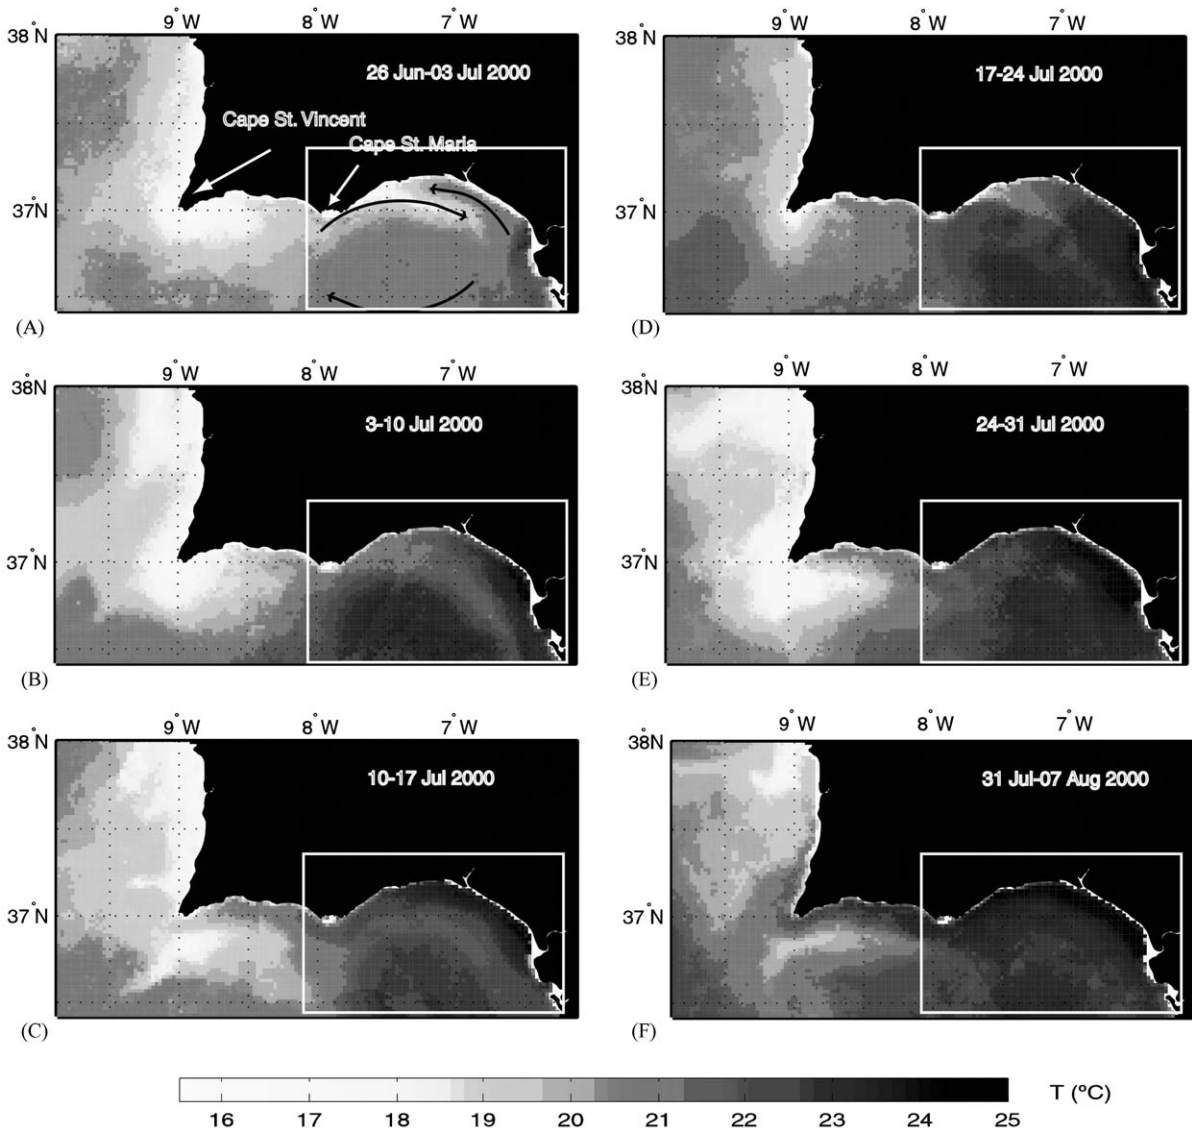 9°W 8°W 7°W
38°N
26 Jun-03 Jul 2000
Cape St. Vincent
Cape St. Maria
37°N
(A)
9°W 8°W 7°W
38°N
17-24 Jul 2000
37°N
(D)
9°W 8°W 7°W
38°N
3-10 Jul 2000
37°N
(B)
9°W 8°W 7°W
38°N
24-31 Jul 2000
37°N
(E)
9°W 8°W 7°W
38°N
10-17 Jul 2000
37°N
(C)
9°W 8°W 7°W
38°N
31 Jul-07 Aug 2000
37°N
(F)
16 17 18 19 20 21 22 23 24 25
T (ºC)